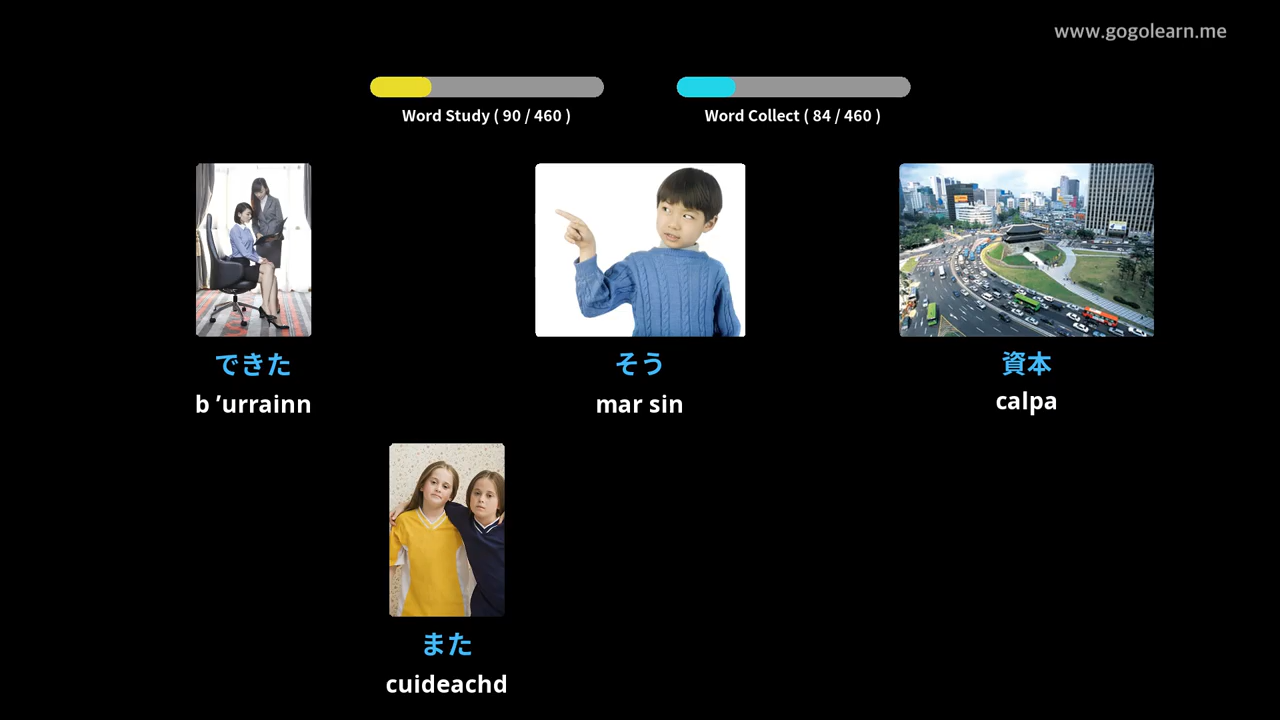 www.gogolearn.me
Word Study ( 90 / 460 )
Word Collect ( 84 / 460 )
できた
b ’urrainn
そう
mar sin
資本
calpa
また
cuideachd